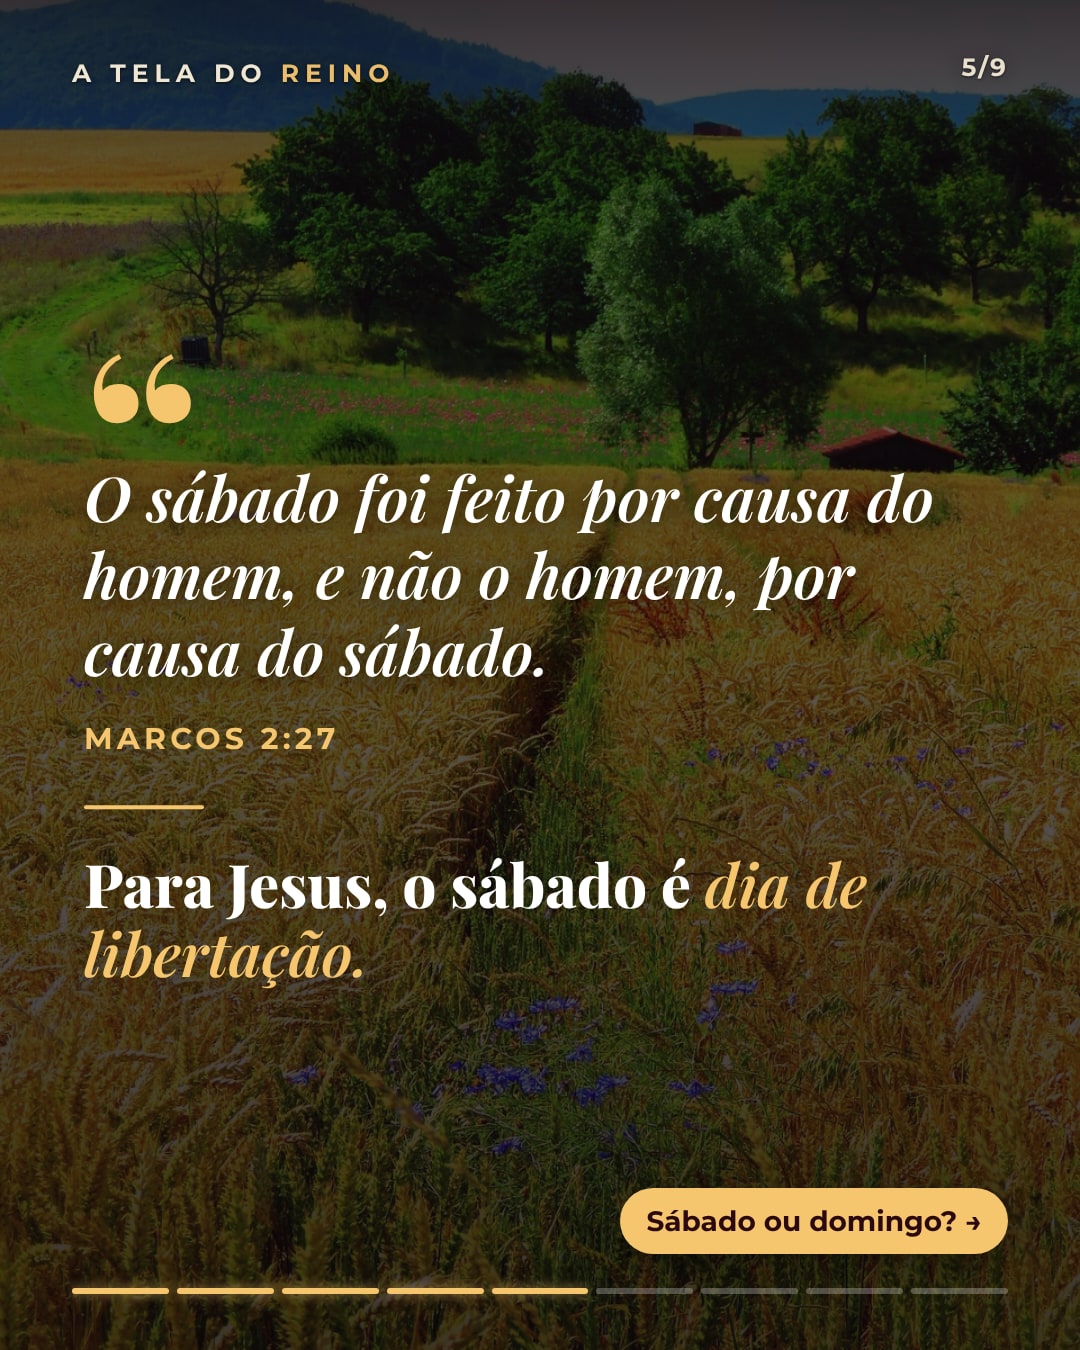 A TELA DO REINO
5/9
“
O sábado foi feito por causa do
homem, e não o homem, por
causa do sábado.
MARCOS 2:27
Para Jesus, o sábado é dia de
libertação.
Sábado ou domingo? →